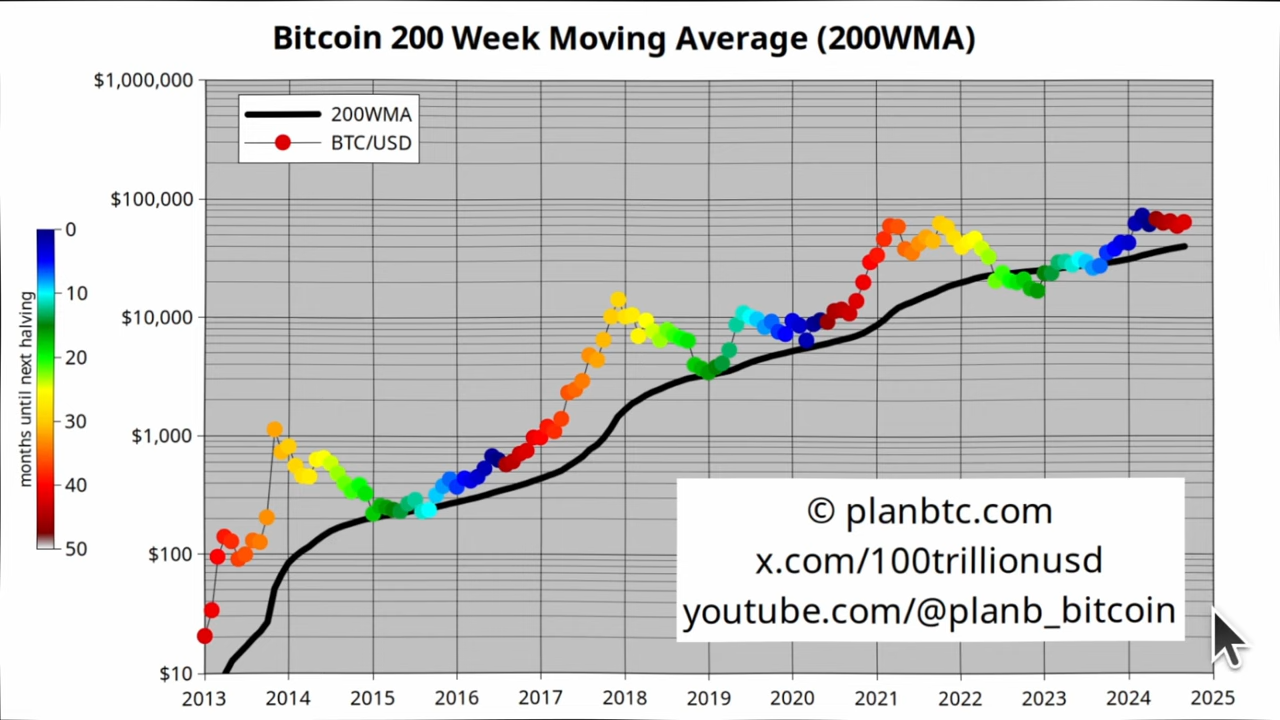 Bitcoin 200 Week Moving Average (200WMA)
$1,000,000
$100,000
$10,000
$1,000
$100
$10
200WMA
BTC/USD
months until next halving
0
10
20
30
40
50
© planbtc.com
x.com/100trillionusd
youtube.com/@planb_bitcoin
2013 2014 2015 2016 2017 2018 2019 2020 2021 2022 2023 2024 2025